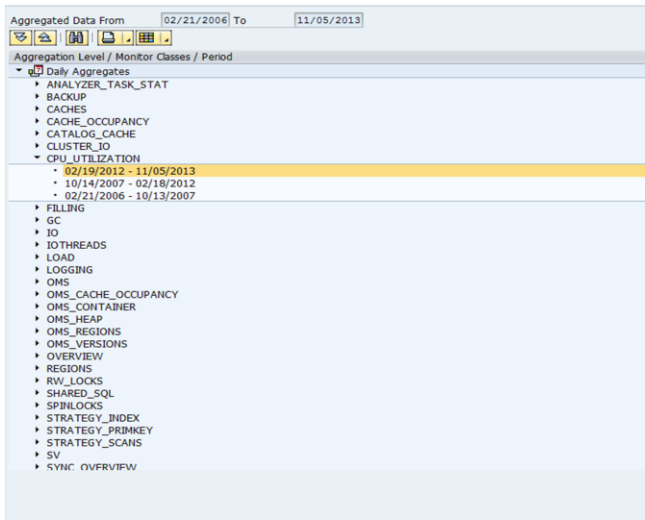 Aggregated Data From 02/21/2006 To 11/05/2013
Aggregation Level / Monitor Classes / Period
Daily Aggregates
ANALYZER_TASK_STAT
BACKUP
CACHES
CACHE_OCCUPANCY
CATALOG_CACHE
CLUSTER_IO
CPU_UTILIZATION
02/19/2012 - 11/05/2013
10/14/2007 - 02/18/2012
02/21/2006 - 10/13/2007
FILLING
GC
IO
IOTHREADS
LOAD
LOGGING
OMS
OMS_CACHE_OCCUPANCY
OMS_CONTAINER
OMS_HEAP
OMS_REGIONS
OMS_VERSIONS
OVERVIEW
REGIONS
RW_LOCKS
SHARED_SQL
SPINLOCKS
STRATEGY_INDEX
STRATEGY_PRIMKEY
STRATEGY_SCANS
SV
SYNC_OVERVIEW